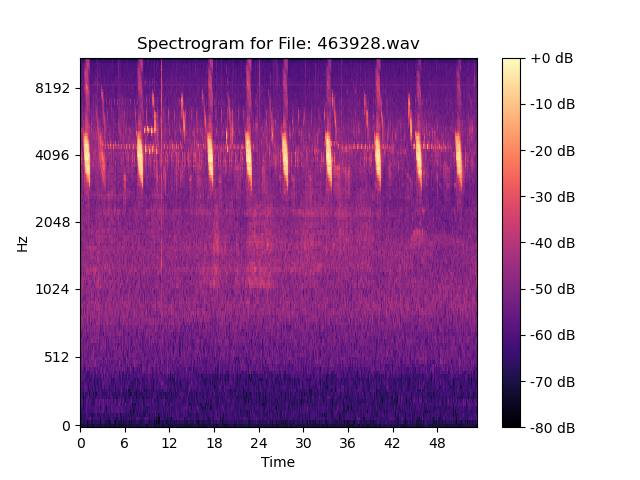 Spectrogram for File: 463928.wav
8192
4096
2048
1024
512
0
Hz
0 6 12 18 24 30 36 42 48
Time
+0 dB
-10 dB
-20 dB
-30 dB
-40 dB
-50 dB
-60 dB
-70 dB
-80 dB